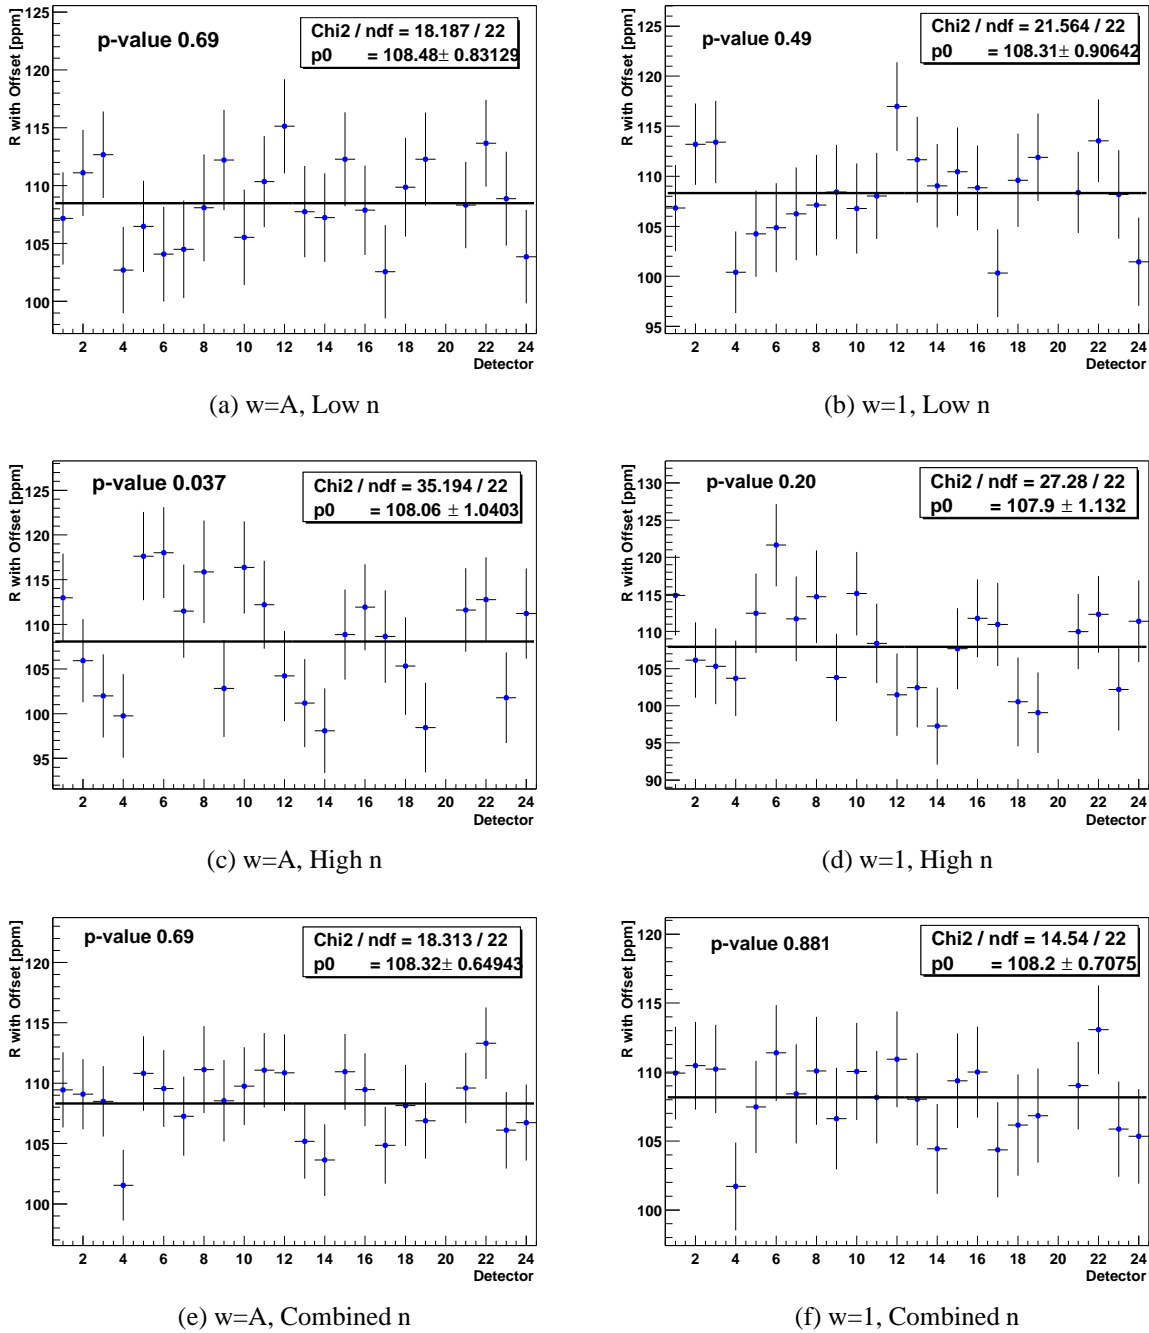 R with Offset [ppm]
p-value 0.69
Chi2 / ndf = 18.187 / 22
p0 = 108.48± 0.83129
125
120
115
110
105
100
2 4 6 8 10 12 14 16 18 20 22 24
Detector
(a) w=A, Low n
R with Offset [ppm]
p-value 0.49
Chi2 / ndf = 21.564 / 22
p0 = 108.31± 0.90642
125
120
115
110
105
100
95
2 4 6 8 10 12 14 16 18 20 22 24
Detector
(b) w=1, Low n
R with Offset [ppm]
p-value 0.037
Chi2 / ndf = 35.194 / 22
p0 = 108.06 ± 1.0403
125
120
115
110
105
100
95
2 4 6 8 10 12 14 16 18 20 22 24
Detector
(c) w=A, High n
R with Offset [ppm]
p-value 0.20
Chi2 / ndf = 27.28 / 22
p0 = 107.9 ± 1.132
130
125
120
115
110
105
100
95
90
2 4 6 8 10 12 14 16 18 20 22 24
Detector
(d) w=1, High n
R with Offset [ppm]
p-value 0.69
Chi2 / ndf = 18.313 / 22
p0 = 108.32± 0.64943
120
115
110
105
100
2 4 6 8 10 12 14 16 18 20 22 24
Detector
(e) w=A, Combined n
R with Offset [ppm]
p-value 0.881
Chi2 / ndf = 14.54 / 22
p0 = 108.2 ± 0.7075
120
115
110
105
100
2 4 6 8 10 12 14 16 18 20 22 24
Detector
(f) w=1, Combined n